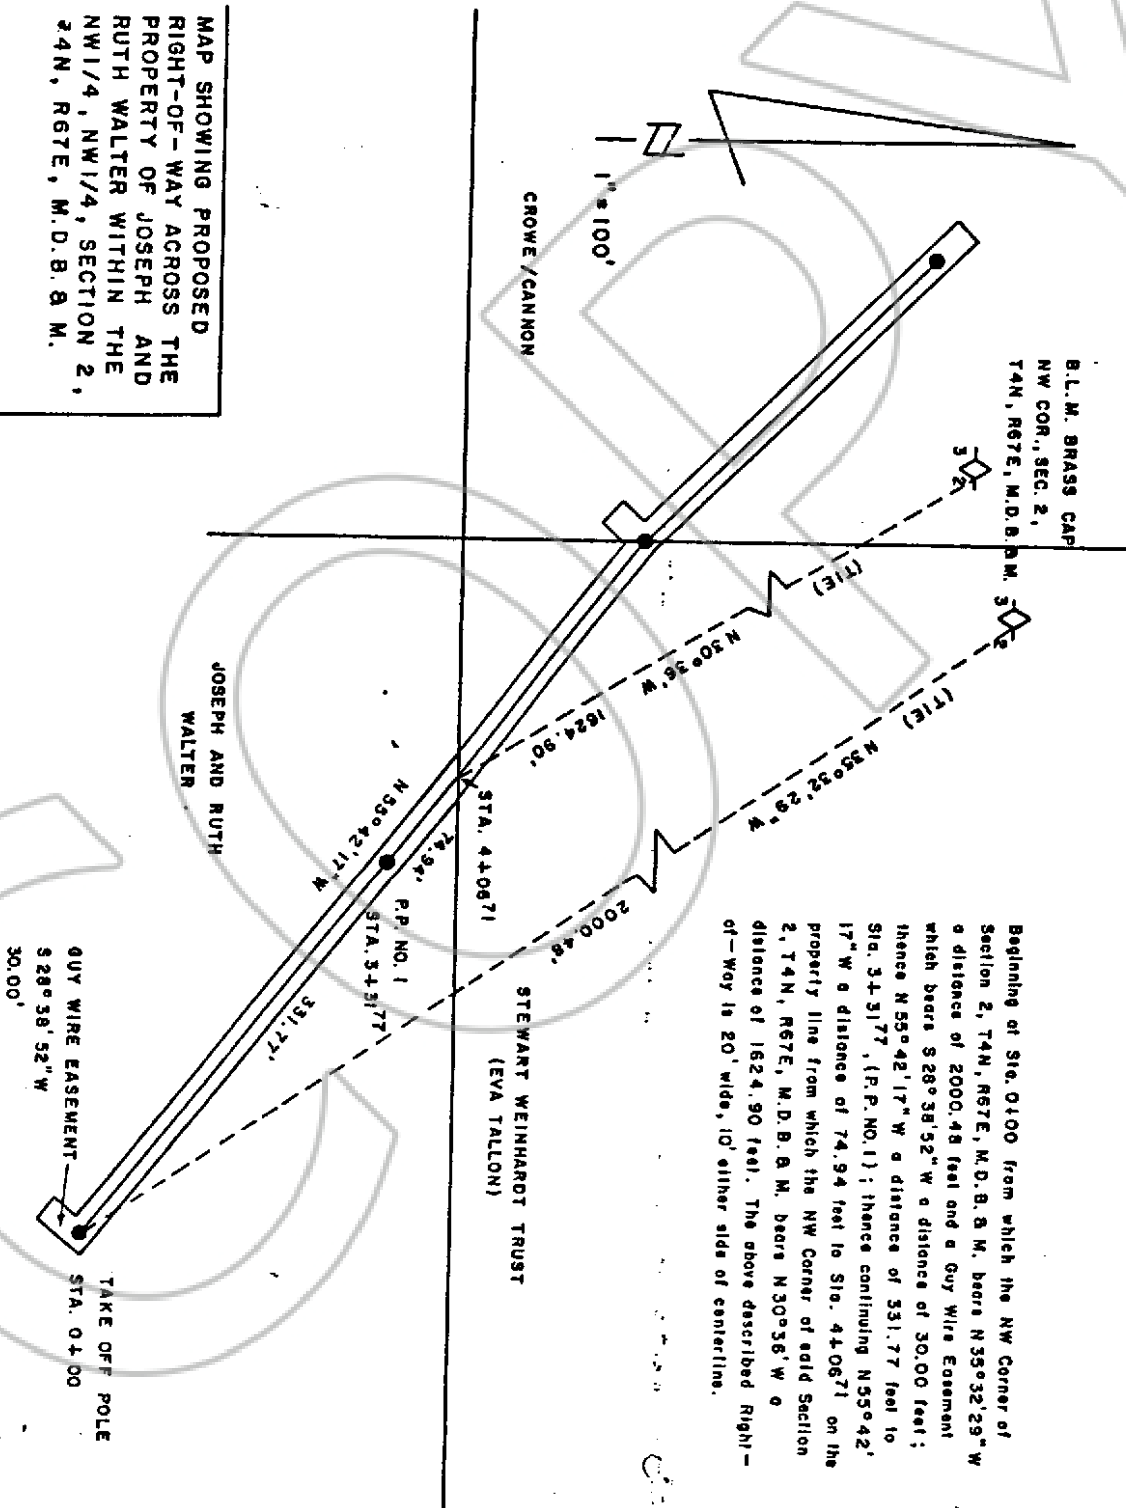 B.L.M. BRASS CAP
NW COR., SEC. 2,
T4N, R67E, M.D.B.&M.
3
2
3
2
(TIE)
(TIE)
N 30° 36' W
1624.90'
N 35° 32' 29" W
2000.48'
1" = 100'
CROWE/CANNON
STA. 4+06 71
74.94'
N 55° 42' 17" W
P.P. NO. 1
STA. 3+31 77
331.77'
STEWART WEINHARDT TRUST
(EVA TALLON)
JOSEPH AND RUTH
WALTER
GUY WIRE EASEMENT
S 28° 38' 52" W
30.00'
TAKE OFF POLE
STA. 0+00
Beginning at Sta. 0+00 from which the NW Corner of
Section 2, T4N, R67E, M.D.B.& M. bears N 35°32'29" W
a distance of 2000.48 feet and a Guy Wire Easement
which bears S 28°38'52" W a distance of 30.00 feet;
thence N 55°42'17" W a distance of 331.77 feet to
Sta. 3+31 77, (P.P. NO. 1); thence continuing N 55°42'
17" W a distance of 74.94 feet to Sta. 4+06 71 on the
property line from which the NW Corner of said Section
2, T4N, R67E, M.D.B.& M. bears N 30°36' W a
distance of 1624.90 feet. The above described Right-
of-Way is 20' wide, 10' either side of centerline.
MAP SHOWING PROPOSED
RIGHT-OF-WAY ACROSS THE
PROPERTY OF JOSEPH AND
RUTH WALTER WITHIN THE
NW1/4, NW1/4, SECTION 2,
T4N, R67E, M.D.B.& M.
COPY